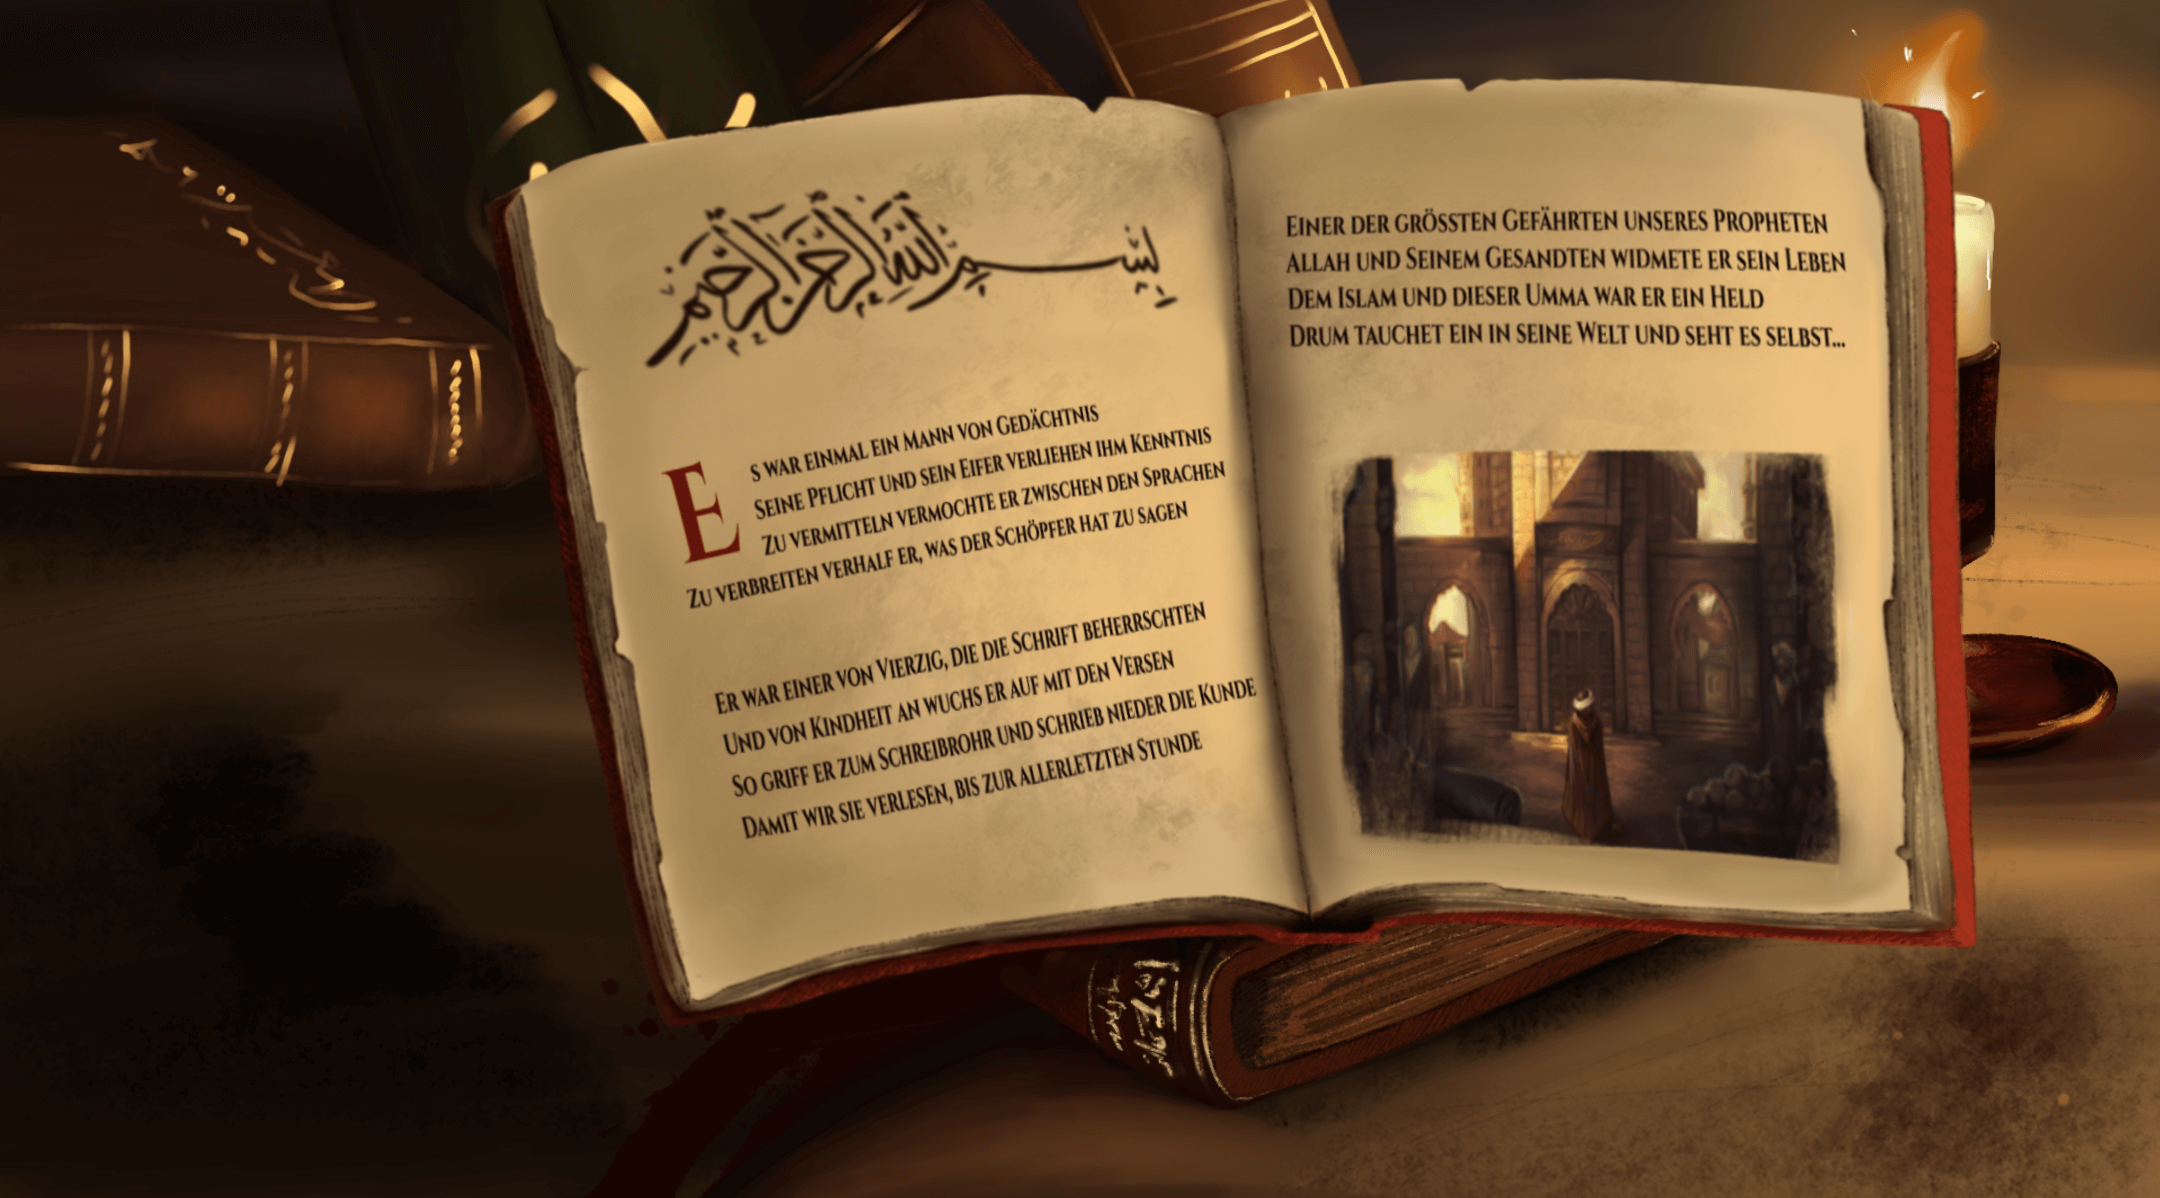 بسم الله الرحمن الرحيم
Es war einmal ein Mann von Gedächtnis
Seine Pflicht und sein Eifer verliehen ihm Kenntnis
Zu vermitteln vermochte er zwischen den Sprachen
Zu verbreiten verhalf er, was der Schöpfer hat zu sagen
Er war einer von Vierzig, die die Schrift beherrschten
Und von Kindheit an wuchs er auf mit den Versen
So griff er zum Schreibrohr und schrieb nieder die Kunde
Damit wir sie verlesen, bis zur allerletzten Stunde
Einer der grössten Gefährten unseres Propheten
Allah und Seinem Gesandten widmete er sein Leben
Dem Islam und dieser Umma war er ein Held
Drum tauchet ein in seine Welt und seht es selbst...